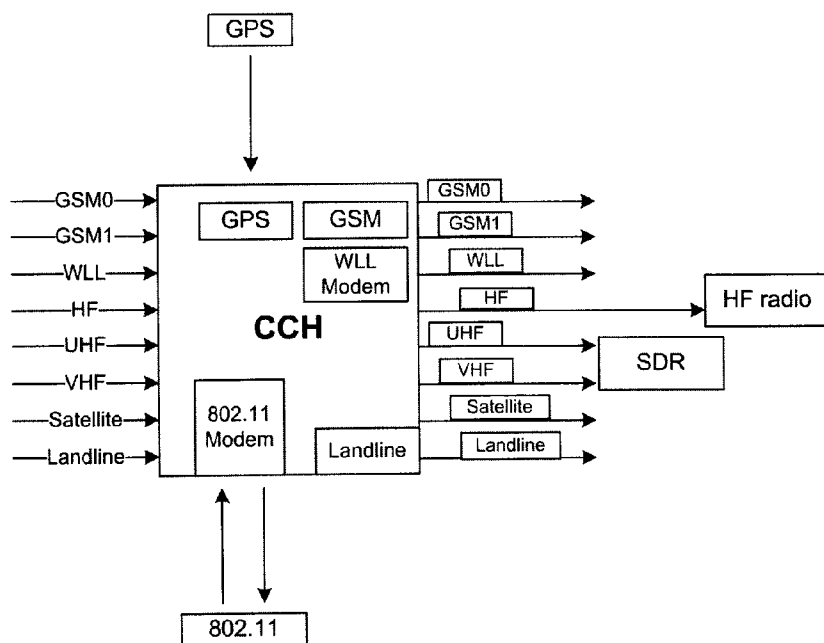 GPS
GSM0
GSM1
WLL
HF
UHF
VHF
Satellite
Landline
GPS
GSM
WLL
Modem
CCH
802.11
Modem
Landline
GSM0
GSM1
WLL
HF
UHF
VHF
Satellite
Landline
HF radio
SDR
802.11